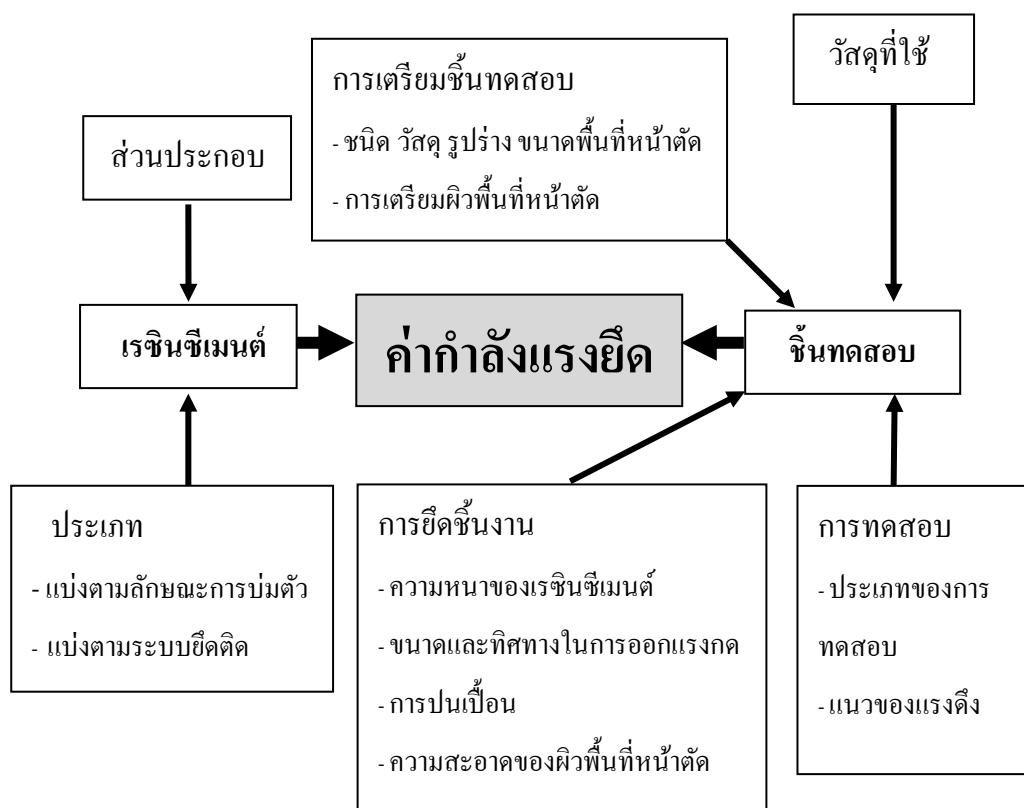 วัสดุที่ใช้
การเตรียมชิ้นทดสอบ
- ชนิด วัสดุ รูปร่าง ขนาดพื้นที่หน้าตัด
- การเตรียมผิวพื้นที่หน้าตัด
ส่วนประกอบ
เรซินซีเมนต์
ค่ากำลังแรงยึด
ชิ้นทดสอบ
ประเภท
- แบ่งตามลักษณะการบ่มตัว
- แบ่งตามระบบยึดติด
การยึดชิ้นงาน
- ความหนาของเรซินซีเมนต์
- ขนาดและทิศทางในการออกแรงกด
- การปนเปื้อน
- ความสะอาดของผิวพื้นที่หน้าตัด
การทดสอบ
- ประเภทของการ
ทดสอบ
- แนวของแรงดึง